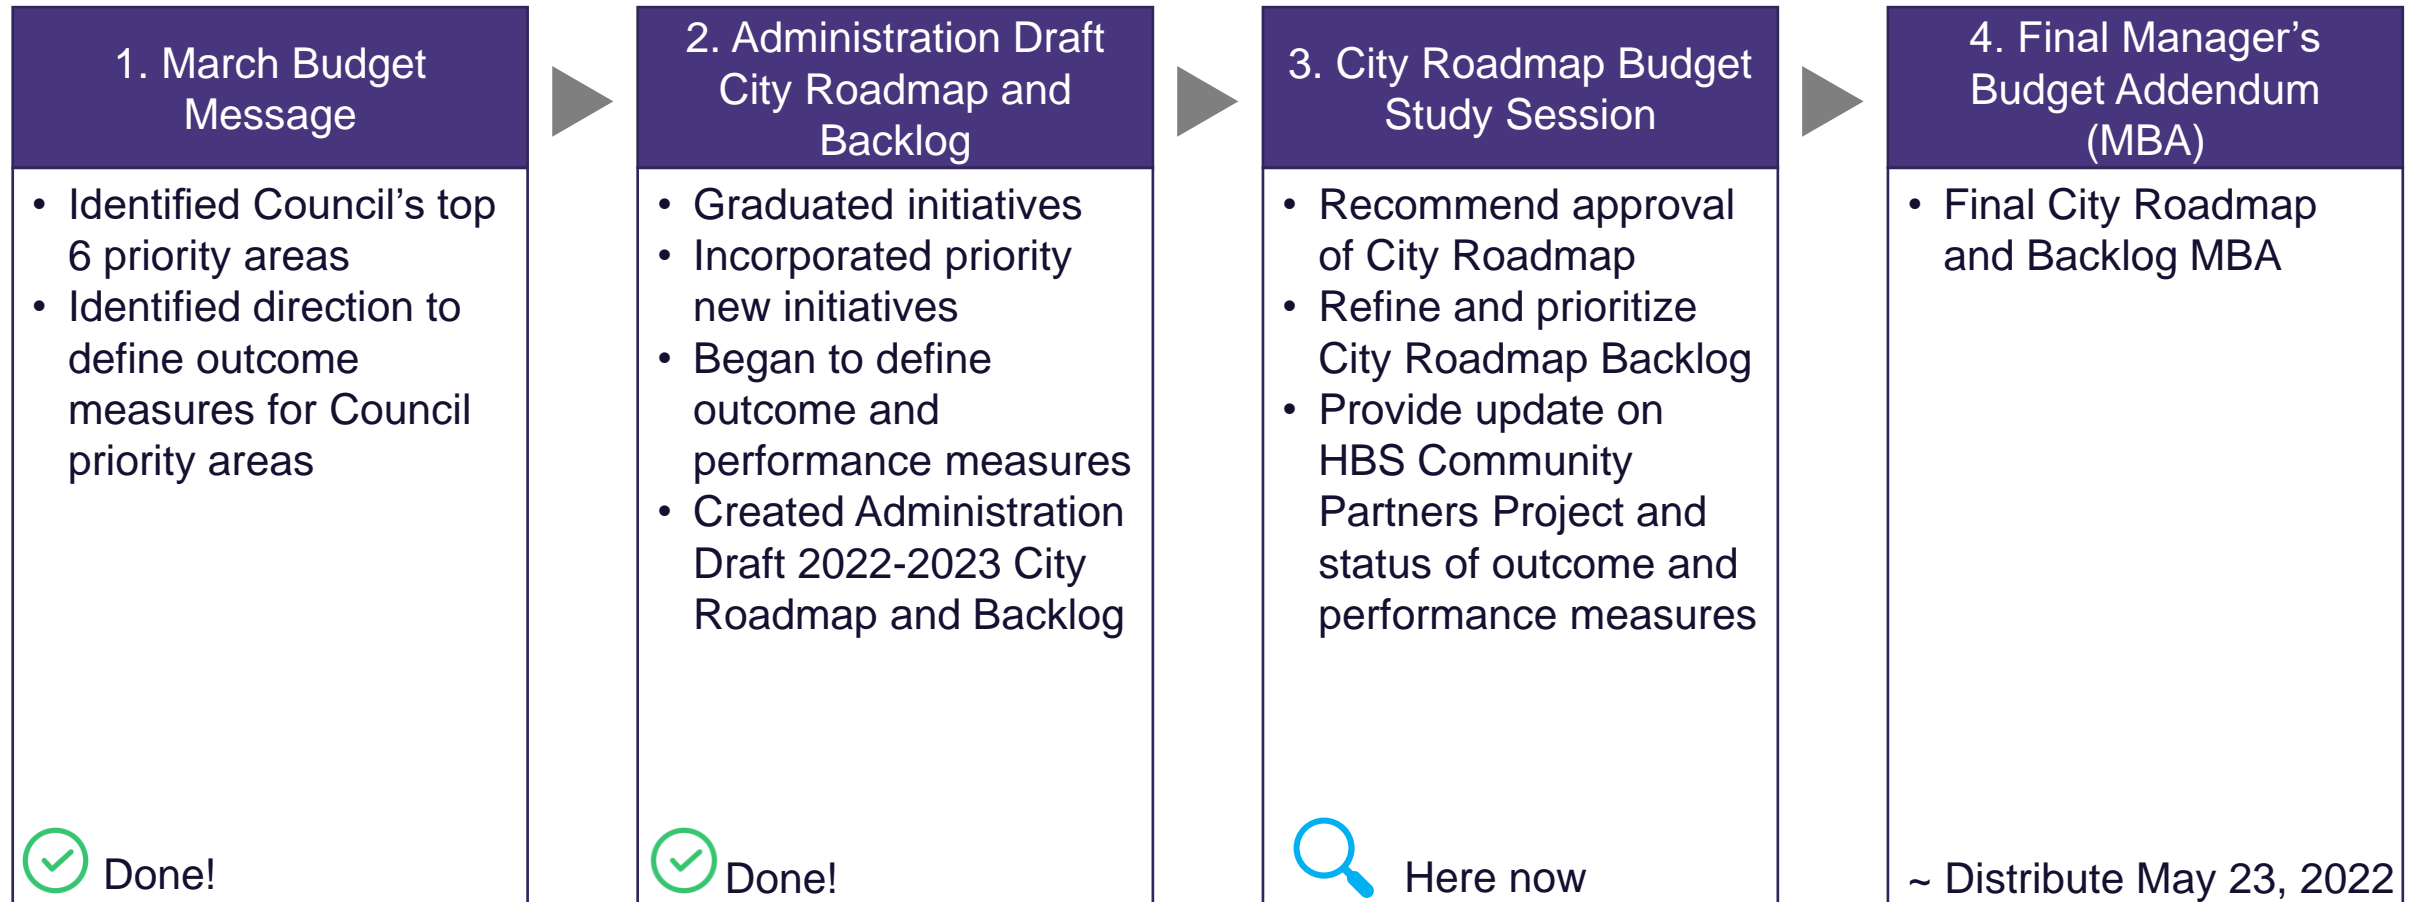 1. March Budget
Message
• Identified Council’s top
6 priority areas
• Identified direction to
define outcome
measures for Council
priority areas
Done!
2. Administration Draft
City Roadmap and
Backlog
• Graduated initiatives
• Incorporated priority
new initiatives
• Began to define
outcome and
performance measures
• Created Administration
Draft 2022-2023 City
Roadmap and Backlog
Done!
3. City Roadmap Budget
Study Session
• Recommend approval
of City Roadmap
• Refine and prioritize
City Roadmap Backlog
• Provide update on
HBS Community
Partners Project and
status of outcome and
performance measures
Here now
4. Final Manager’s
Budget Addendum
(MBA)
• Final City Roadmap
and Backlog MBA
~ Distribute May 23, 2022